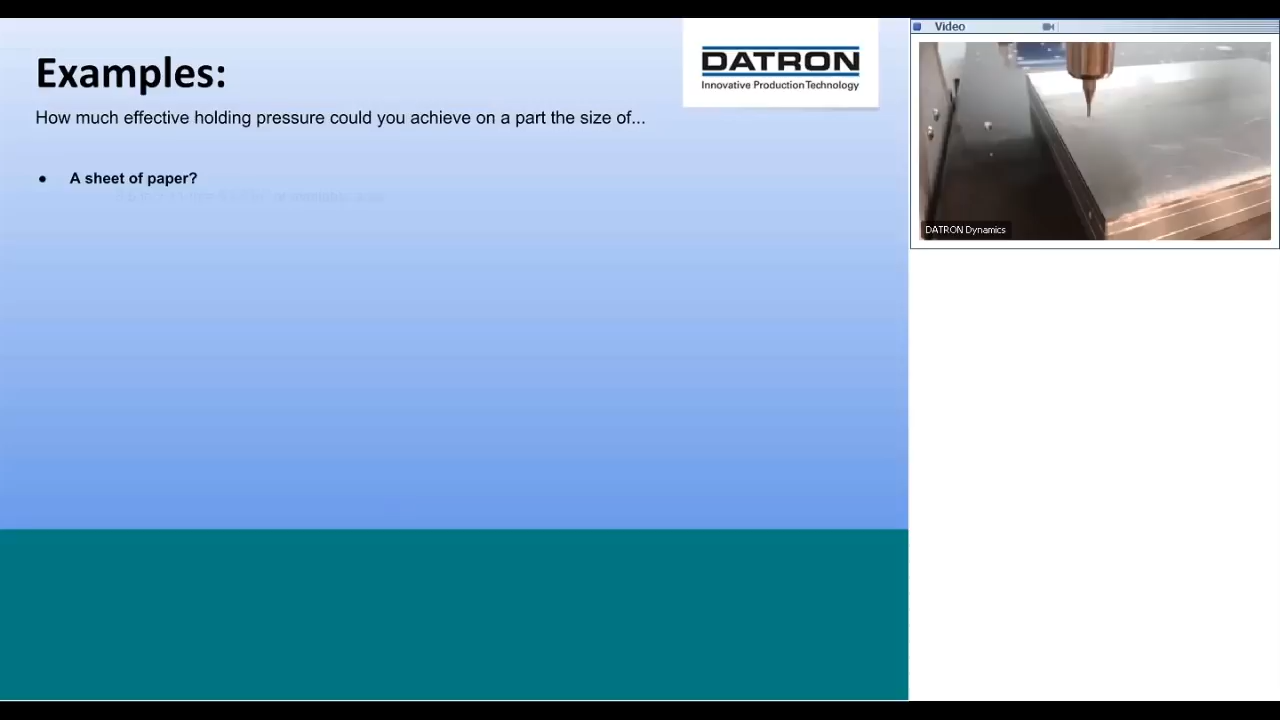 Examples:
DATRON
Innovative Production Technology
How much effective holding pressure could you achieve on a part the size of...
● A sheet of paper?
Video
DATRON Dynamics